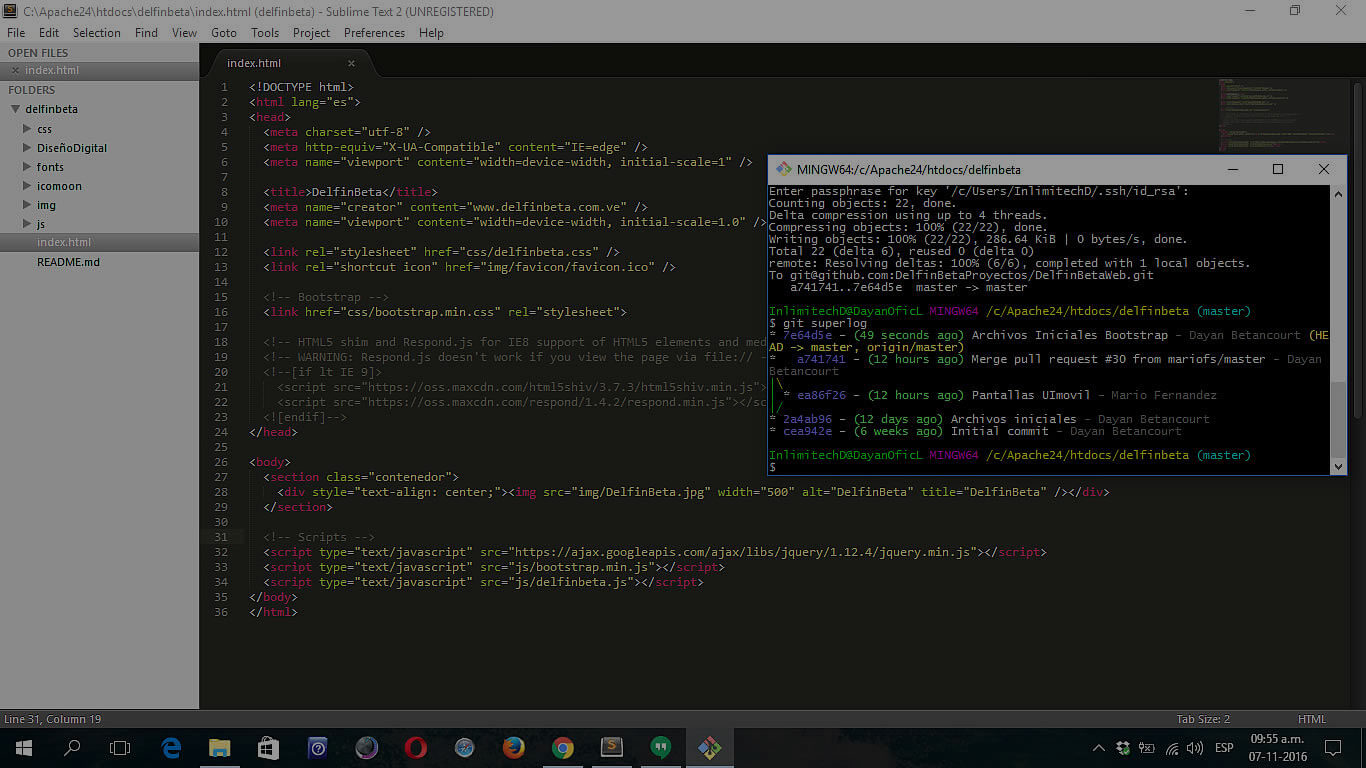 C:\Apache24\htdocs\delfinbeta\index.html (delfinbeta) - Sublime Text 2 (UNREGISTERED)
File Edit Selection Find View Goto Tools Project Preferences Help
OPEN FILES
× index.html
FOLDERS
delfinbeta
css
DiseñoDigital
fonts
icomoon
img
js
index.html
README.md
index.html ×
1 <!DOCTYPE html>
2 <html lang="es">
3 <head>
4 <meta charset="utf-8" />
5 <meta http-equiv="X-UA-Compatible" content="IE=edge" />
6 <meta name="viewport" content="width=device-width, initial-scale=1" />
7
8 <title>DelfinBeta</title>
9 <meta name="creator" content="www.delfinbeta.com.ve" />
10 <meta name="viewport" content="width=device-width, initial-scale=1.0" />
11
12 <link rel="stylesheet" href="css/delfinbeta.css" />
13 <link rel="shortcut icon" href="img/favicon/favicon.ico" />
14
15 <!-- Bootstrap -->
16 <link href="css/bootstrap.min.css" rel="stylesheet">
17
18 <!-- HTML5 shim and Respond.js for IE8 support of HTML5 elements and med
19 <!-- WARNING: Respond.js doesn't work if you view the page via file:// -
20 <!--[if lt IE 9]>
21 <script src="https://oss.maxcdn.com/html5shiv/3.7.3/html5shiv.min.js">
22 <script src="https://oss.maxcdn.com/respond/1.4.2/respond.min.js"></sc
23 <![endif]-->
24 </head>
25
26 <body>
27 <section class="contenedor">
28 <div style="text-align: center;"><img src="img/DelfinBeta.jpg" width="500" alt="DelfinBeta" title="DelfinBeta" /></div>
29 </section>
30
31 <!-- Scripts -->
32 <script type="text/javascript" src="https://ajax.googleapis.com/ajax/libs/jquery/1.12.4/jquery.min.js"></script>
33 <script type="text/javascript" src="js/bootstrap.min.js"></script>
34 <script type="text/javascript" src="js/delfinbeta.js"></script>
35 </body>
36 </html>
MINGW64:/c/Apache24/htdocs/delfinbeta
Enter passphrase for key '/c/Users/InlimitechD/.ssh/id_rsa':
Counting objects: 22, done.
Delta compression using up to 4 threads.
Compressing objects: 100% (22/22), done.
Writing objects: 100% (22/22), 286.64 KiB | 0 bytes/s, done.
Total 22 (delta 6), reused 0 (delta 0)
remote: Resolving deltas: 100% (6/6), completed with 1 local objects.
To git@github.com:DelfinBetaProyectos/DelfinBetaWeb.git
a741741..7e64d5e master -> master
InlimitechD@DayanOficL MINGW64 /c/Apache24/htdocs/delfinbeta (master)
$ git superlog
* 7e64d5e - (49 seconds ago) Archivos Iniciales Bootstrap - Dayan Betancourt (HE
AD -> master, origin/master)
* a741741 - (12 hours ago) Merge pull request #30 from mariofs/master - Dayan
Betancourt
|\
| * ea86f26 - (12 hours ago) Pantallas UImovil - Mario Fernandez
|/
* 2a4ab96 - (12 days ago) Archivos iniciales - Dayan Betancourt
* cea942e - (6 weeks ago) Initial commit - Dayan Betancourt
InlimitechD@DayanOficL MINGW64 /c/Apache24/htdocs/delfinbeta (master)
$
Line 31, Column 19
Tab Size: 2
HTML
ESP
09:55 a.m.
07-11-2016